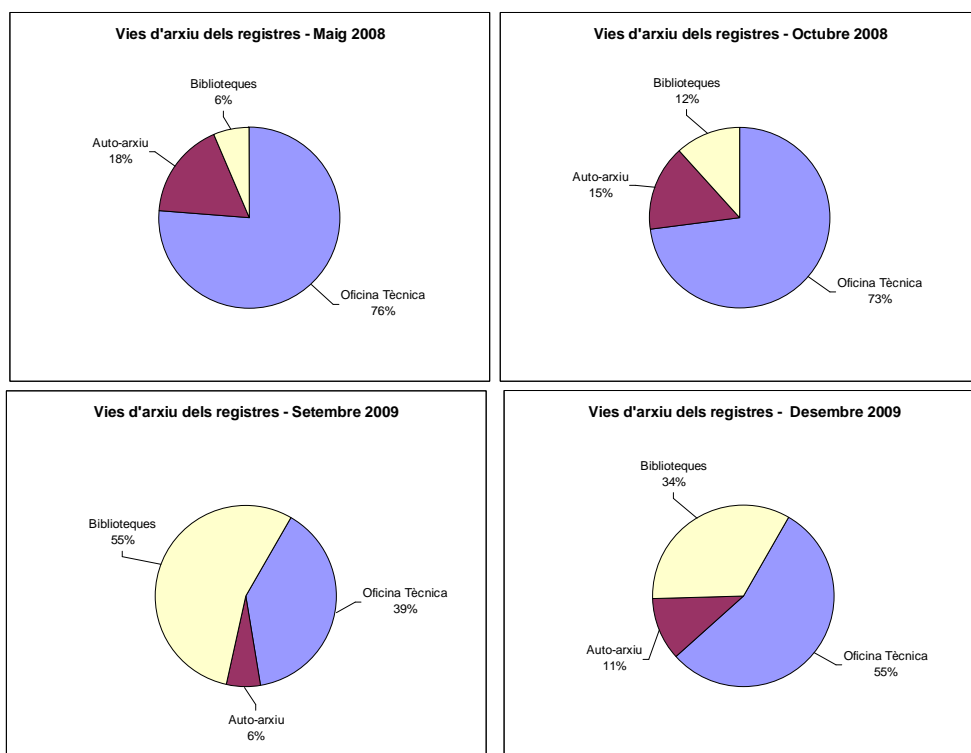 Vies d'arxiu dels registres - Maig 2008
Biblioteques
6%
Auto-arxiu
18%
Oficina Tècnica
76%
Vies d'arxiu dels registres - Octubre 2008
Biblioteques
12%
Auto-arxiu
15%
Oficina Tècnica
73%
Vies d'arxiu dels registres - Setembre 2009
Biblioteques
55%
Oficina Tècnica
39%
Auto-arxiu
6%
Vies d'arxiu dels registres - Desembre 2009
Biblioteques
34%
Auto-arxiu
11%
Oficina Tècnica
55%